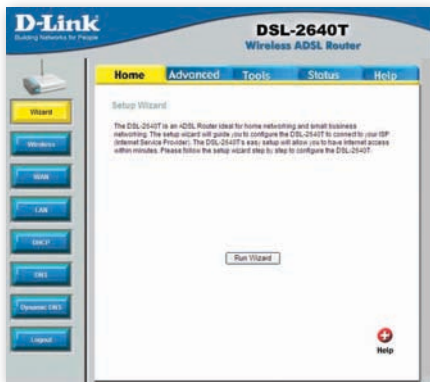 D-Link
Building Networks for People
DSL-2640T
Wireless ADSL Router
Home Advanced Tools Status Help
Wizard
Wireless
WAN
LAN
DHCP
DNS
Dynamic DNS
Logout
Setup Wizard
The DSL-2640T is an ADSL Router ideal for home networking and small business
networking. The setup wizard will guide you to configure the DSL-2640T to connect to your ISP
(Internet Service Provider). The DSL-2640T's easy setup will allow you to have Internet access
within minutes. Please follow the setup wizard step by step to configure the DSL-2640T.
Run Wizard
Help